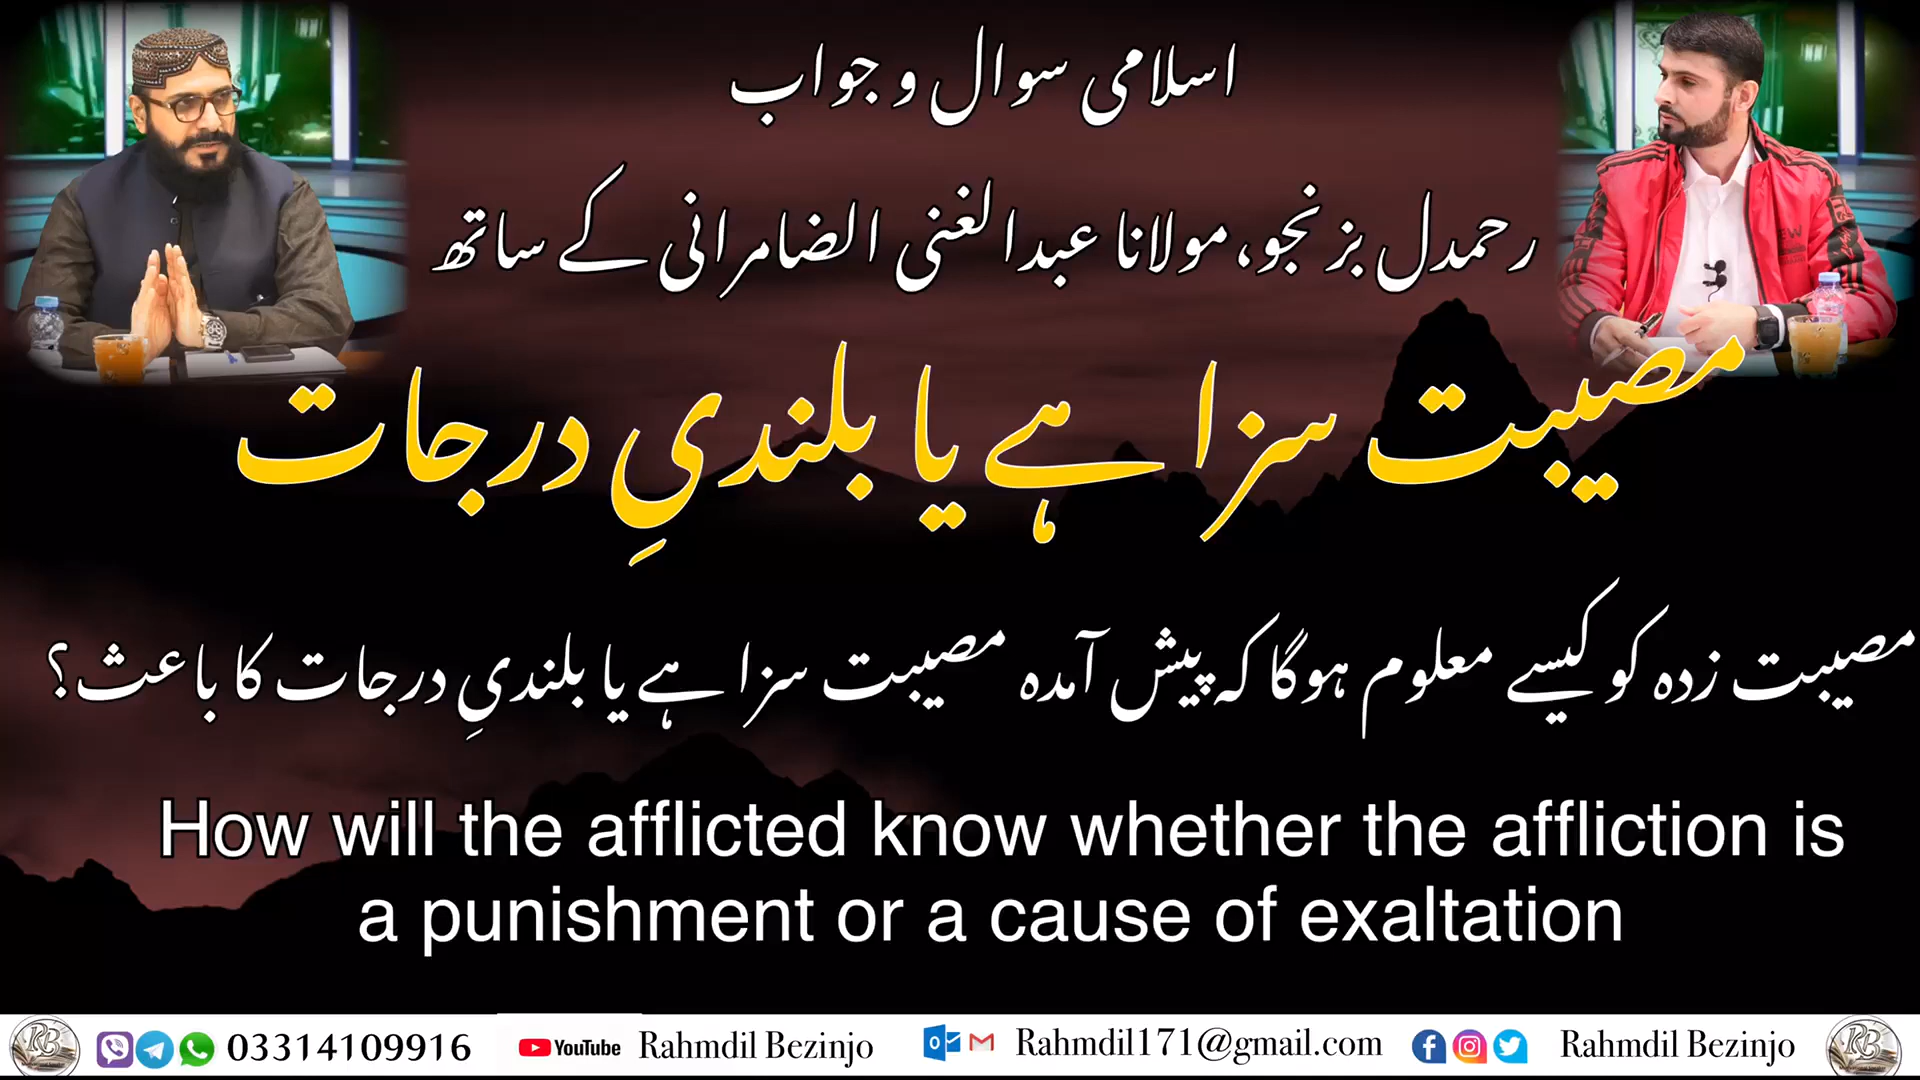 اسلامی سوال و جواب
رحمدل بزنجو، مولانا عبدالغنی الضامرانی کے ساتھ
مصیبت سزا ہے یا بلندیِ درجات
مصیبت زدہ کو کیسے معلوم ہوگا کہ پیش آمدہ مصیبت سزا ہے یا بلندیِ درجات کا باعث؟
How will the afflicted know whether the affliction is
a punishment or a cause of exaltation
RB 03314109916 YouTube Rahmdil Bezinjo Rahmdil171@gmail.com Rahmdil Bezinjo RB